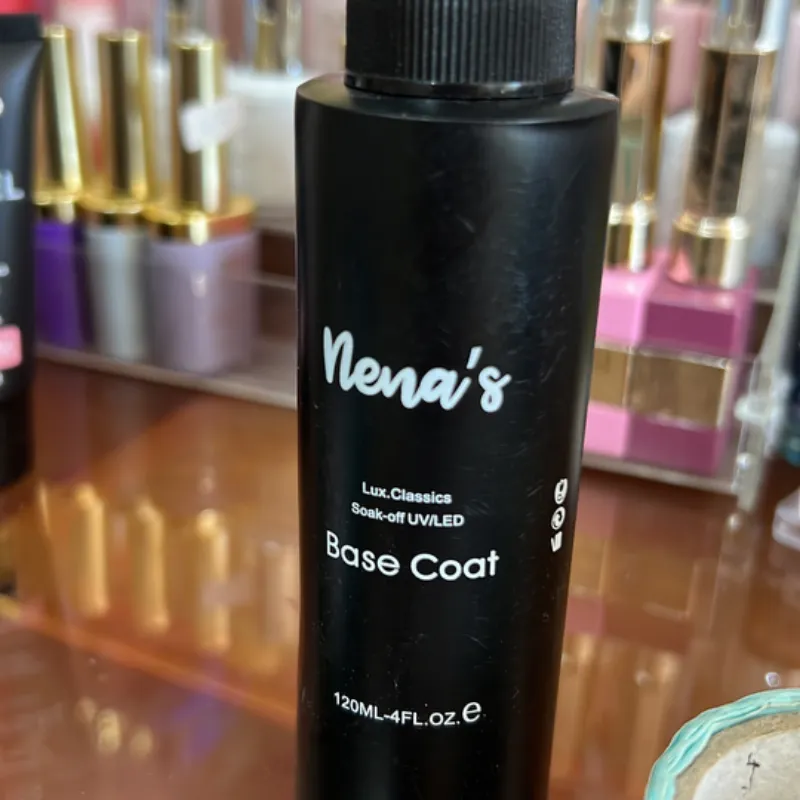 Nena's
Lux.Classics
Soak-off UV/LED
Base Coat
120ML-4FL.OZ.e